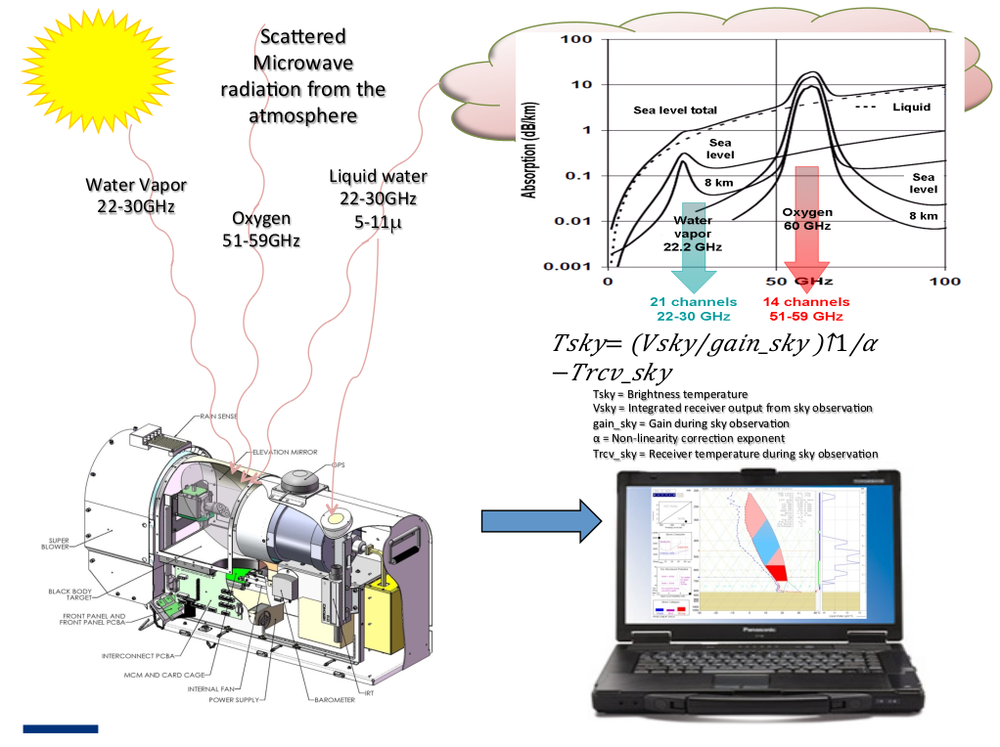 Scattered
Microwave
radiation from the
atmosphere
Water Vapor
22-30GHz
Oxygen
51-59GHz
Liquid water
22-30GHz
5-11µ
Absorption (dB/km)
100
10
1
0.1
0.01
0.001
0
50 GHz
100
Sea level total
Liquid
Sea
level
8 km
Sea
level
8 km
Water
vapor
22.2 GHz
Oxygen
60 GHz
21 channels
22-30 GHz
14 channels
51-59 GHz
Tsky= (Vsky/gain_sky )↑1/α
−Trcv_sky
Tsky = Brightness temperature
Vsky = Integrated receiver output from sky observation
gain_sky = Gain during sky observation
α = Non-linearity correction exponent
Trcv_sky = Receiver temperature during sky observation
RAIN SENSE
ELEVATION MIRROR
GPS
SUPER
BLOWER
BLACK BODY
TARGET
FRONT PANEL AND
FRONT PANEL PCBA
INTERCONNECT PCBA
MCM AND CARD CAGE
INTERNAL FAN
POWER SUPPLY
BAROMETER
IRT
Panasonic